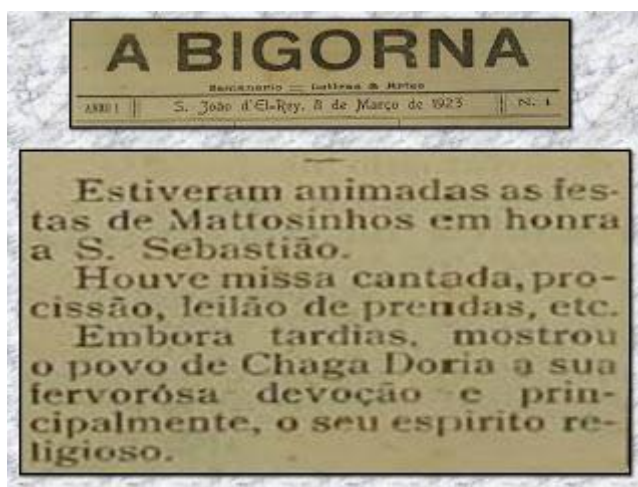 A BIGORNA
Semanario = Lettras & Artes
ANNO I S. João d'El-Rey, 8 de Março de 1923 N. 1
Estiveram animadas as fes-
tas de Mattosinhos em honra
a S. Sebastião.
Houve missa cantada, pro-
cissão, leilão de prendas, etc.
Embora tardias, mostrou
o povo de Chaga Doria a sua
fervorósa devoção e prin-
cipalmente, o seu espirito re-
ligioso.